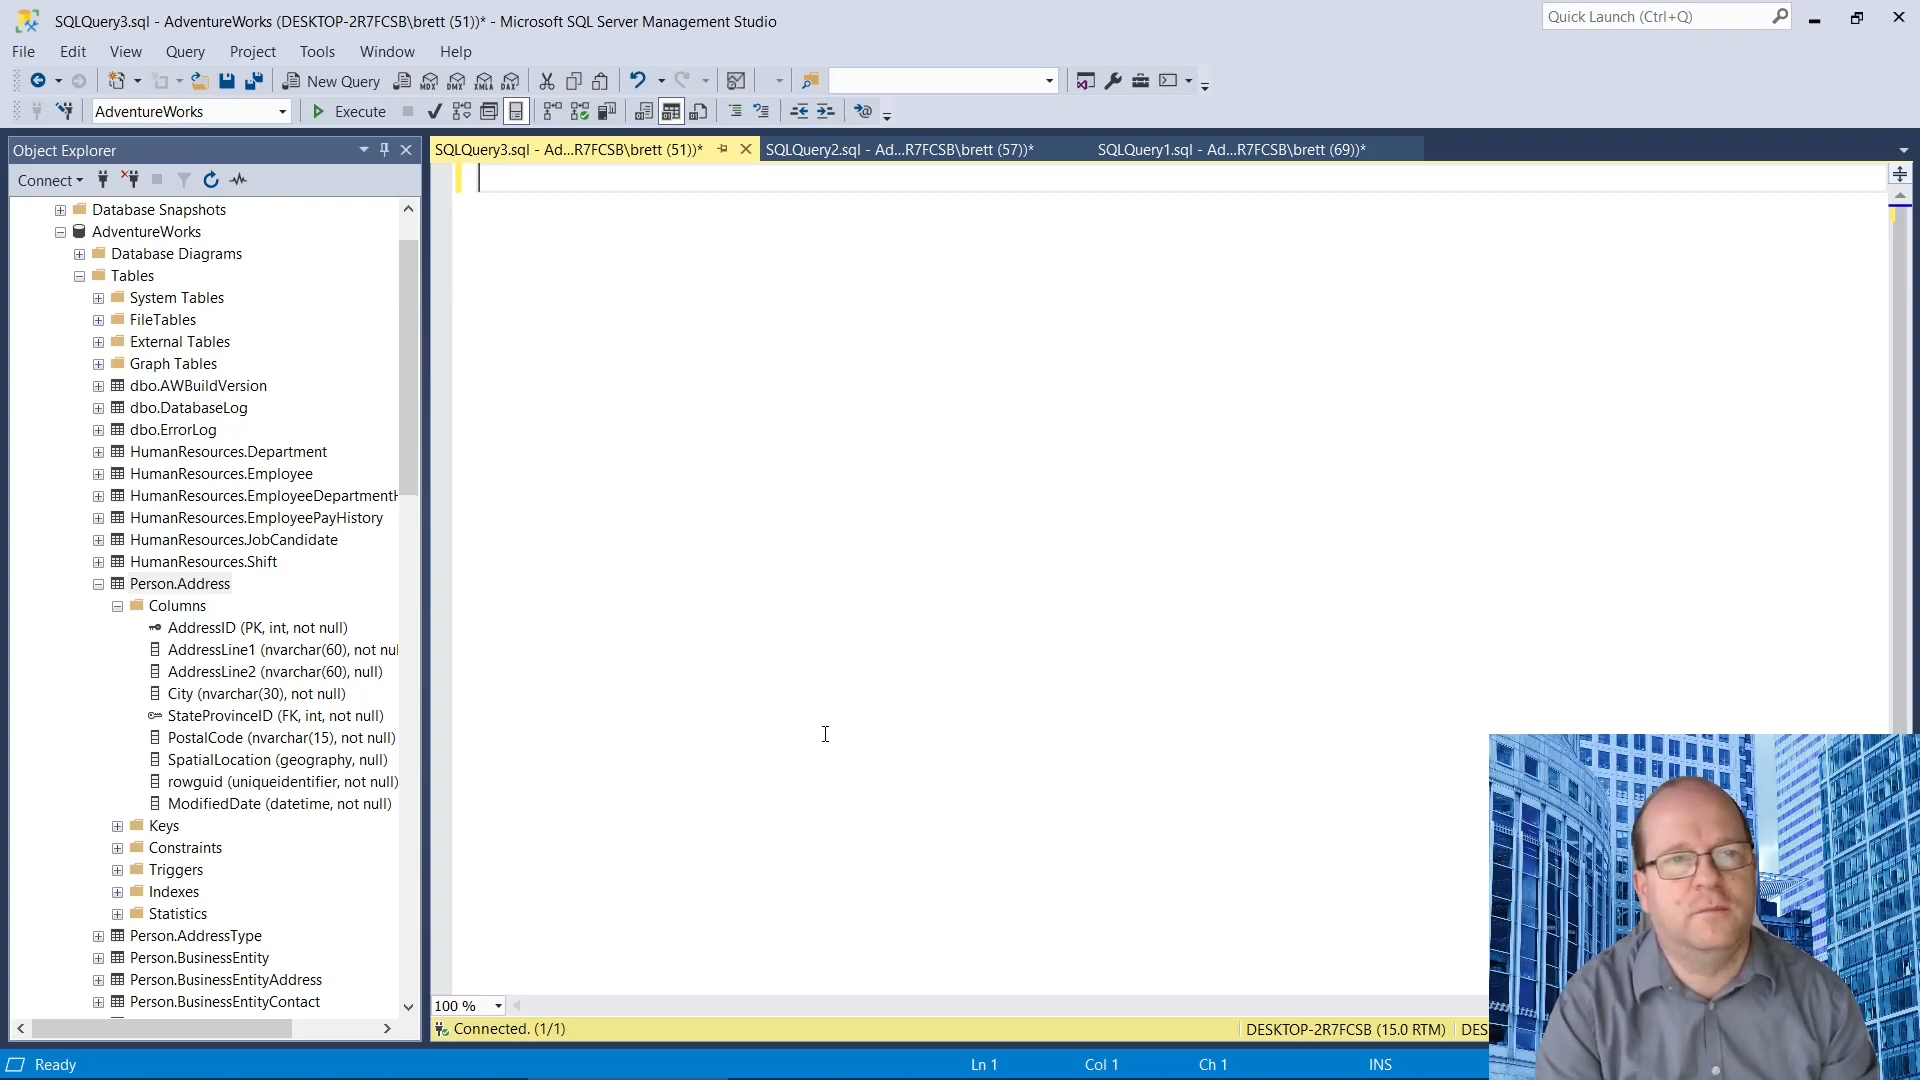 SQLQuery3.sql - AdventureWorks (DESKTOP-2R7FCSB\brett (51))* - Microsoft SQL Server Management Studio
Quick Launch (Ctrl+Q)
File Edit View Query Project Tools Window Help
New Query
MDX DMX XMLA DAX
AdventureWorks
Execute
Object Explorer
SQLQuery3.sql - Ad...R7FCSB\brett (51))*
SQLQuery2.sql - Ad...R7FCSB\brett (57))*
SQLQuery1.sql - Ad...R7FCSB\brett (69))*
Connect
Database Snapshots
AdventureWorks
Database Diagrams
Tables
System Tables
FileTables
External Tables
Graph Tables
dbo.AWBuildVersion
dbo.DatabaseLog
dbo.ErrorLog
HumanResources.Department
HumanResources.Employee
HumanResources.EmployeeDepartmentH
HumanResources.EmployeePayHistory
HumanResources.JobCandidate
HumanResources.Shift
Person.Address
Columns
AddressID (PK, int, not null)
AddressLine1 (nvarchar(60), not nul
AddressLine2 (nvarchar(60), null)
City (nvarchar(30), not null)
StateProvinceID (FK, int, not null)
PostalCode (nvarchar(15), not null)
SpatialLocation (geography, null)
rowguid (uniqueidentifier, not null)
ModifiedDate (datetime, not null)
Keys
Constraints
Triggers
Indexes
Statistics
Person.AddressType
Person.BusinessEntity
Person.BusinessEntityAddress
Person.BusinessEntityContact
100 %
Connected. (1/1)
DESKTOP-2R7FCSB (15.0 RTM)
DES
Ready
Ln 1
Col 1
Ch 1
INS